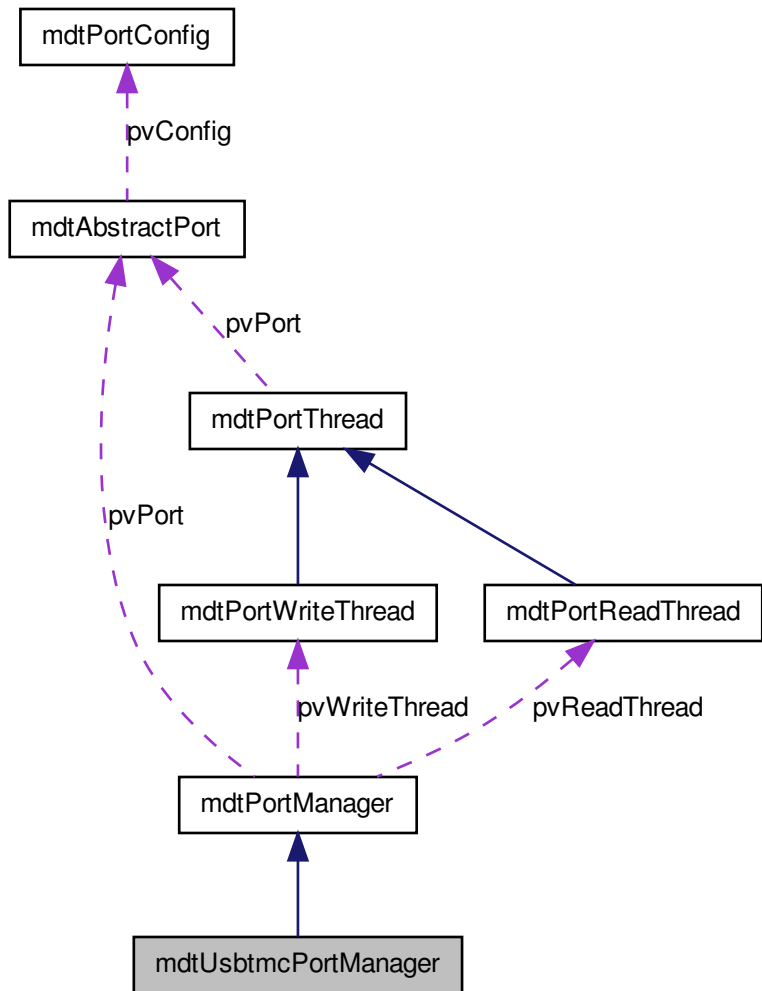 mdtPortConfig
pvConfig
mdtAbstractPort
pvPort
mdtPortThread
pvPort
mdtPortWriteThread
mdtPortReadThread
pvWriteThread
pvReadThread
mdtPortManager
mdtUsbtmcPortManager